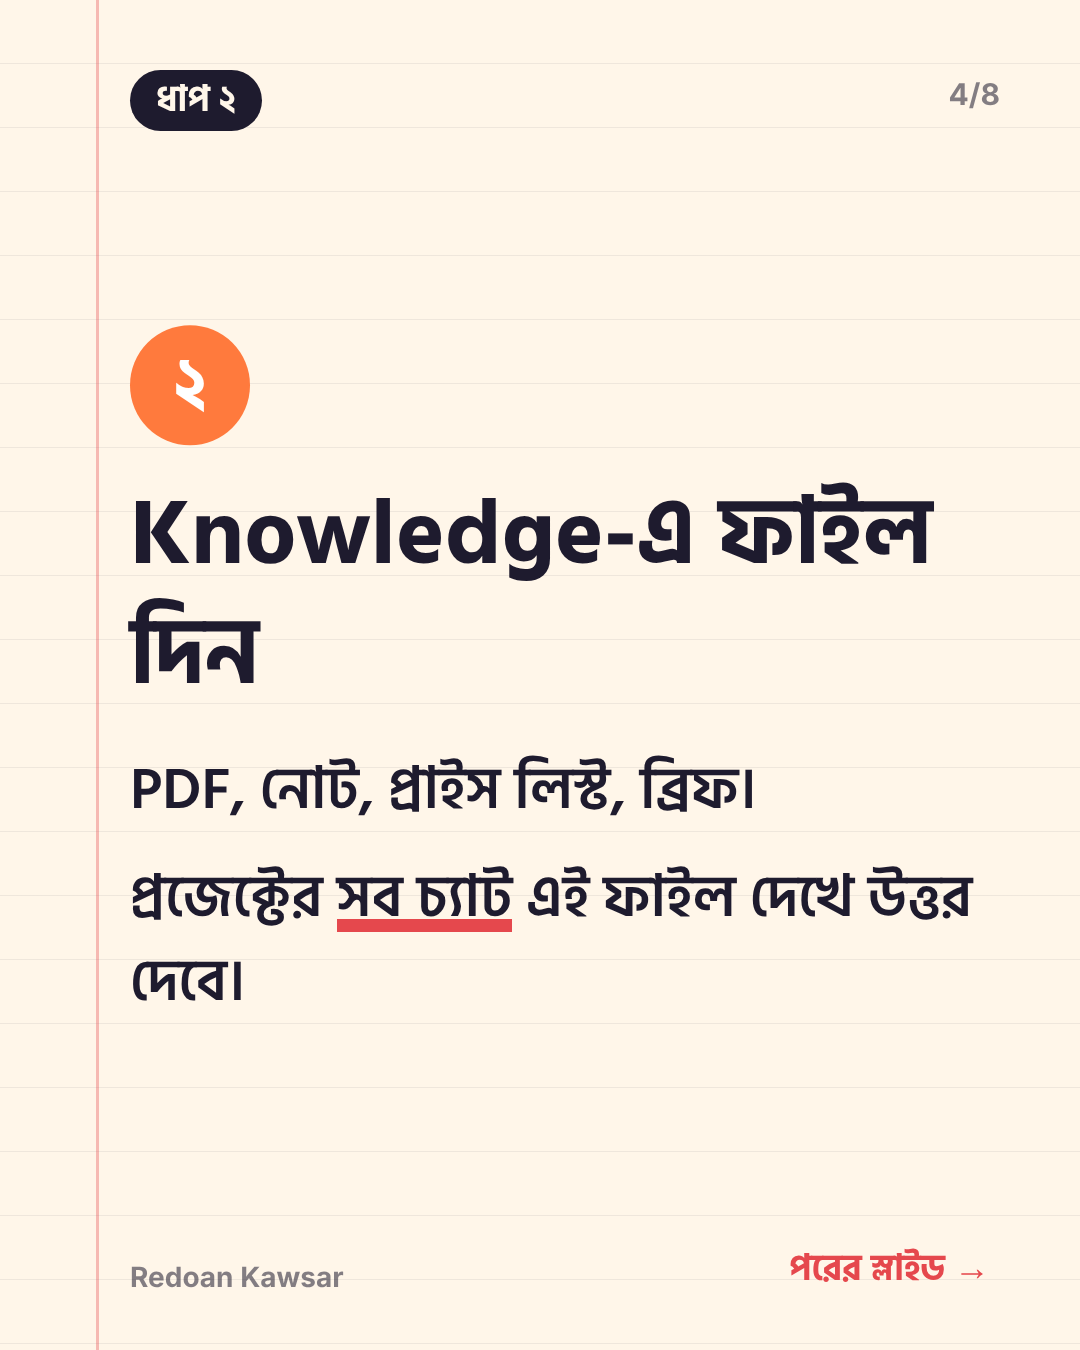 ধাপ ২
4/8
২
Knowledge-এ ফাইল
দিন
PDF, নোট, প্রাইস লিস্ট, ব্রিফ।
প্রজেক্টের সব চ্যাট এই ফাইল দেখে উত্তর
দেবে।
Redoan Kawsar
পরের স্লাইড →